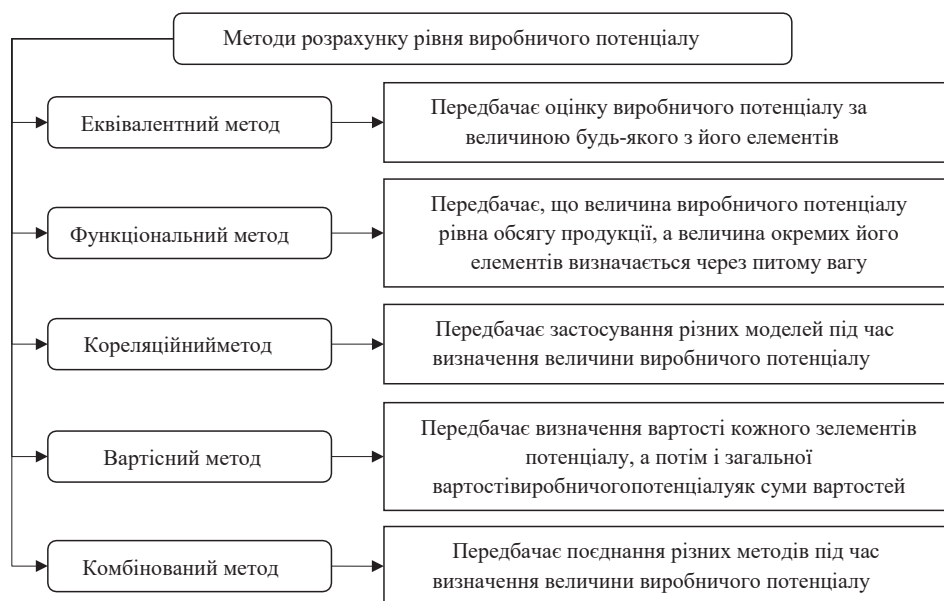 Методи розрахунку рівня виробничого потенціалу
Еквівалентний метод
Передбачає оцінку виробничого потенціалу за
величиною будь-якого з його елементів
Функціональний метод
Передбачає, що величина виробничого потенціалу
рівна обсягу продукції, а величина окремих його
елементів визначається через питому вагу
Кореляційнийметод
Передбачає застосування різних моделей під час
визначення величини виробничого потенціалу
Вартісний метод
Передбачає визначення вартості кожного зелементів
потенціалу, а потім і загальної
вартостівиробничогопотенціалуяк суми вартостей
Комбінований метод
Передбачає поєднання різних методів під час
визначення величини виробничого потенціалу